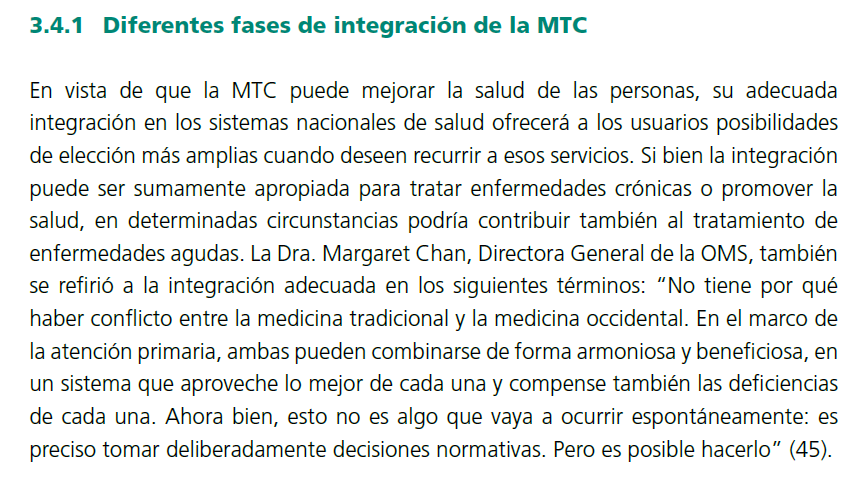 3.4.1 Diferentes fases de integración de la MTC
En vista de que la MTC puede mejorar la salud de las personas, su adecuada
integración en los sistemas nacionales de salud ofrecerá a los usuarios posibilidades
de elección más amplias cuando deseen recurrir a esos servicios. Si bien la integración
puede ser sumamente apropiada para tratar enfermedades crónicas o promover la
salud, en determinadas circunstancias podría contribuir también al tratamiento de
enfermedades agudas. La Dra. Margaret Chan, Directora General de la OMS, también
se refirió a la integración adecuada en los siguientes términos: “No tiene por qué
haber conflicto entre la medicina tradicional y la medicina occidental. En el marco de
la atención primaria, ambas pueden combinarse de forma armoniosa y beneficiosa, en
un sistema que aproveche lo mejor de cada una y compense también las deficiencias
de cada una. Ahora bien, esto no es algo que vaya a ocurrir espontáneamente: es
preciso tomar deliberadamente decisiones normativas. Pero es posible hacerlo” (45).